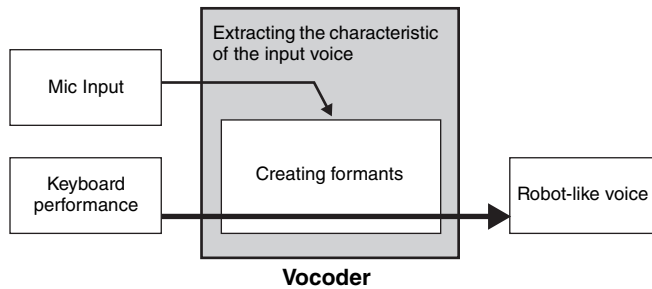 Extracting the characteristic
of the input voice
Mic Input
Creating formants
Keyboard
performance
Robot-like voice
Vocoder